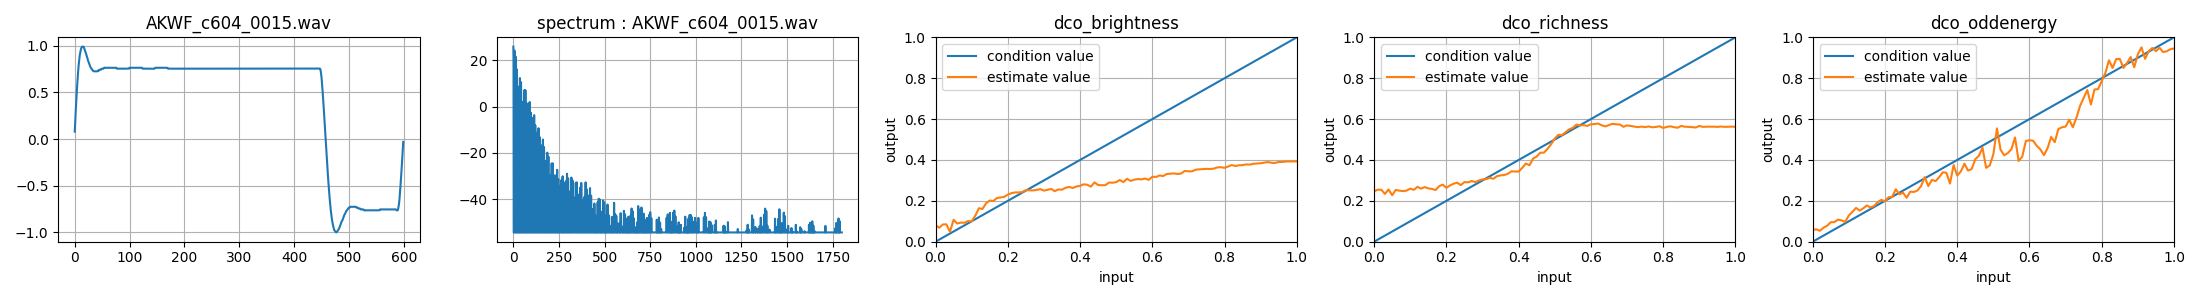 AKWF_c604_0015.wav
1.0
0.5
0.0
−0.5
−1.0
0 100 200 300 400 500 600
spectrum : AKWF_c604_0015.wav
20
0
−20
−40
0 250 500 750 1000 1250 1500 1750
dco_brightness
condition value
estimate value
output
1.0
0.8
0.6
0.4
0.2
0.0
0.0 0.2 0.4 0.6 0.8 1.0
input
dco_richness
condition value
estimate value
output
1.0
0.8
0.6
0.4
0.2
0.0
0.0 0.2 0.4 0.6 0.8 1.0
input
dco_oddenergy
condition value
estimate value
output
1.0
0.8
0.6
0.4
0.2
0.0
0.0 0.2 0.4 0.6 0.8 1.0
input